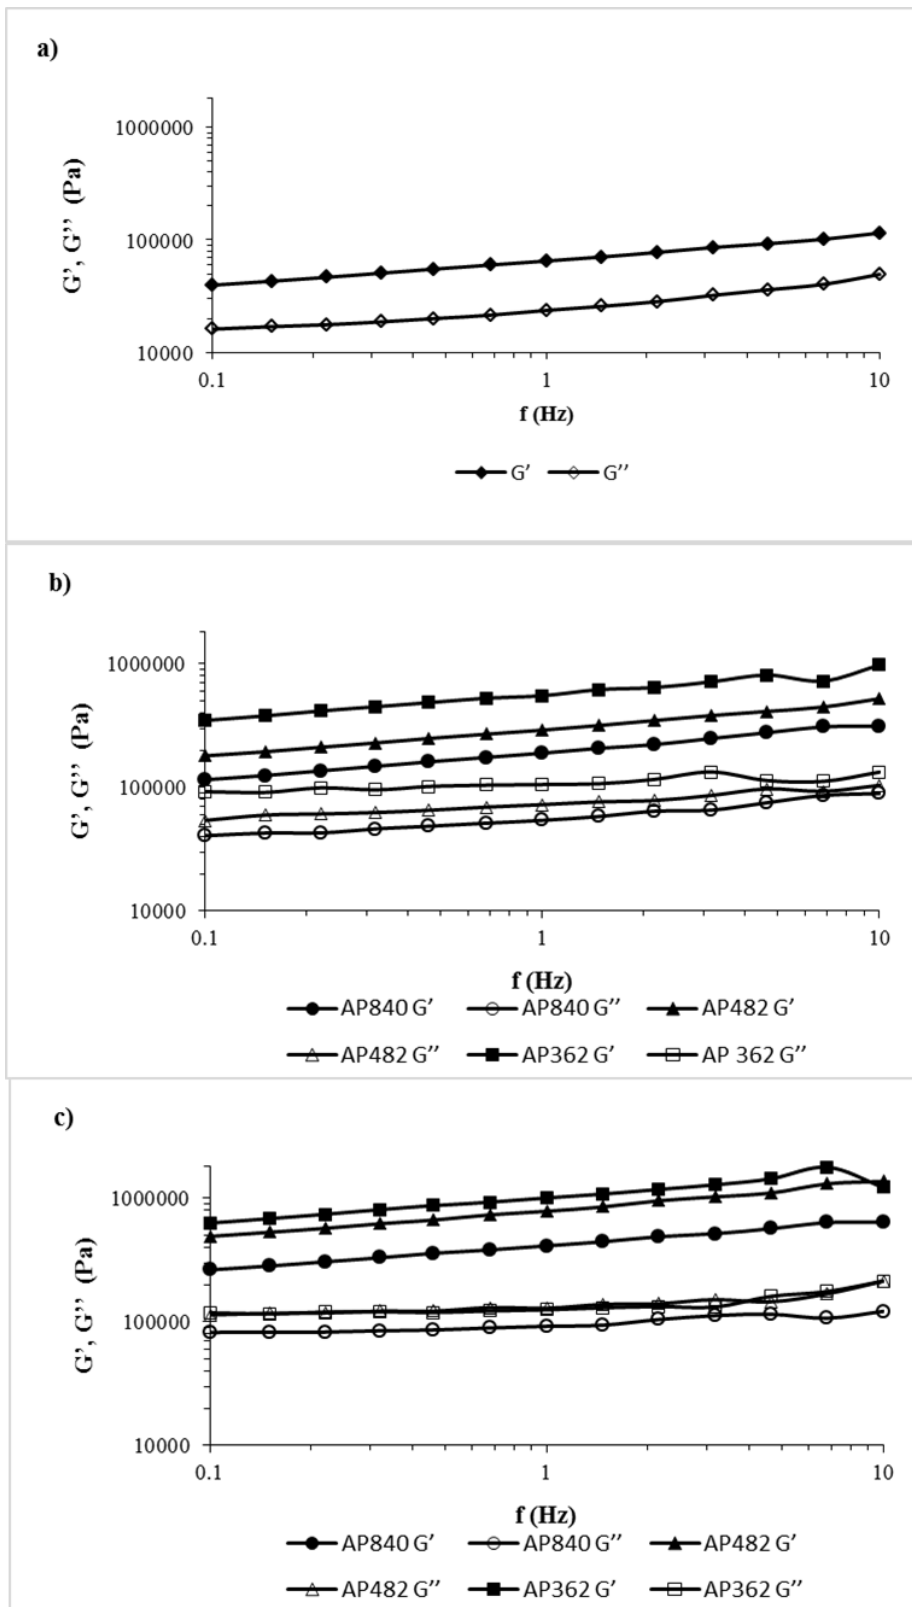 a)
1000000
100000
10000
G’, G’’ (Pa)
0.1 1 10
f (Hz)
G’ G’’
b)
1000000
100000
10000
G’, G’’ (Pa)
0.1 1 10
f (Hz)
AP840 G’ AP840 G’’ AP482 G’
AP482 G’’ AP362 G’ AP 362 G’’
c)
1000000
100000
10000
G’, G’’ (Pa)
0.1 1 10
f (Hz)
AP840 G’ AP840 G’’ AP482 G’
AP482 G’’ AP362 G’ AP362 G’’